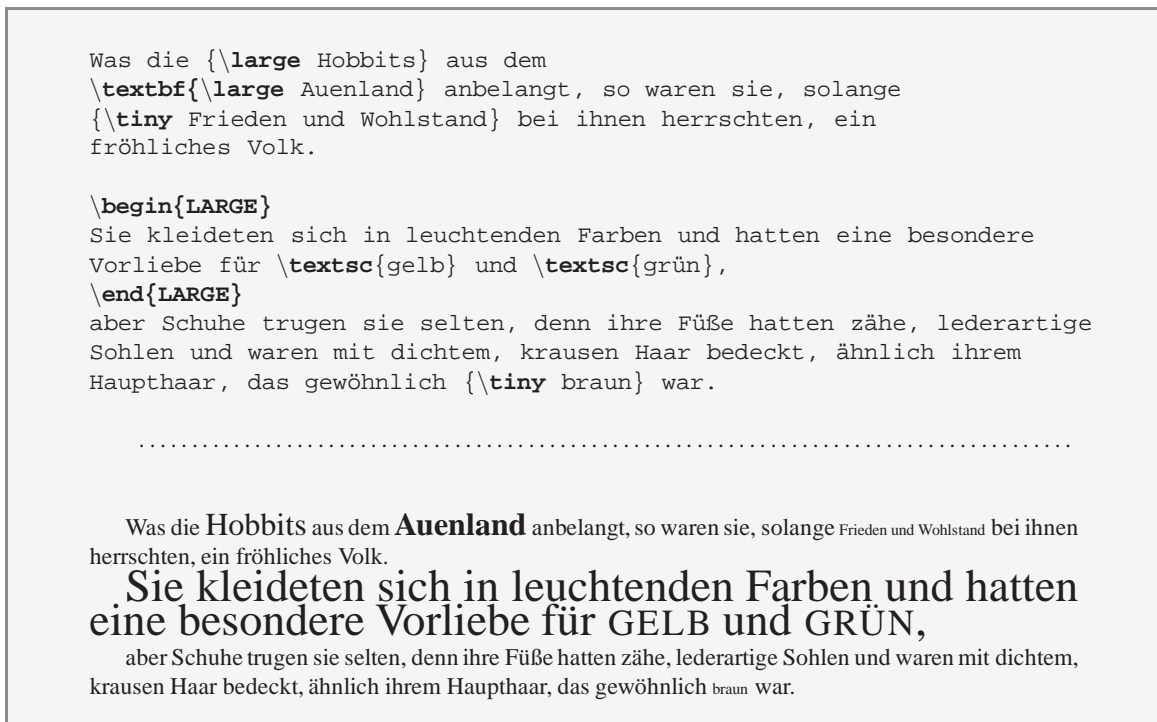 Was die {\large Hobbits} aus dem
\textbf{\large Auenland} anbelangt, so waren sie, solange
{\tiny Frieden und Wohlstand} bei ihnen herrschten, ein
fröhliches Volk.
\begin{LARGE}
Sie kleideten sich in leuchtenden Farben und hatten eine besondere
Vorliebe für \textsc{gelb} und \textsc{grün},
\end{LARGE}
aber Schuhe trugen sie selten, denn ihre Füße hatten zähe, lederartige
Sohlen und waren mit dichtem, krausen Haar bedeckt, ähnlich ihrem
Haupthaar, das gewöhnlich {\tiny braun} war.
Was die Hobbits aus dem Auenland anbelangt, so waren sie, solange Frieden und Wohlstand bei ihnen
herrschten, ein fröhliches Volk.
Sie kleideten sich in leuchtenden Farben und hatten
eine besondere Vorliebe für GELB und GRÜN,
aber Schuhe trugen sie selten, denn ihre Füße hatten zähe, lederartige Sohlen und waren mit dichtem,
krausen Haar bedeckt, ähnlich ihrem Haupthaar, das gewöhnlich braun war.